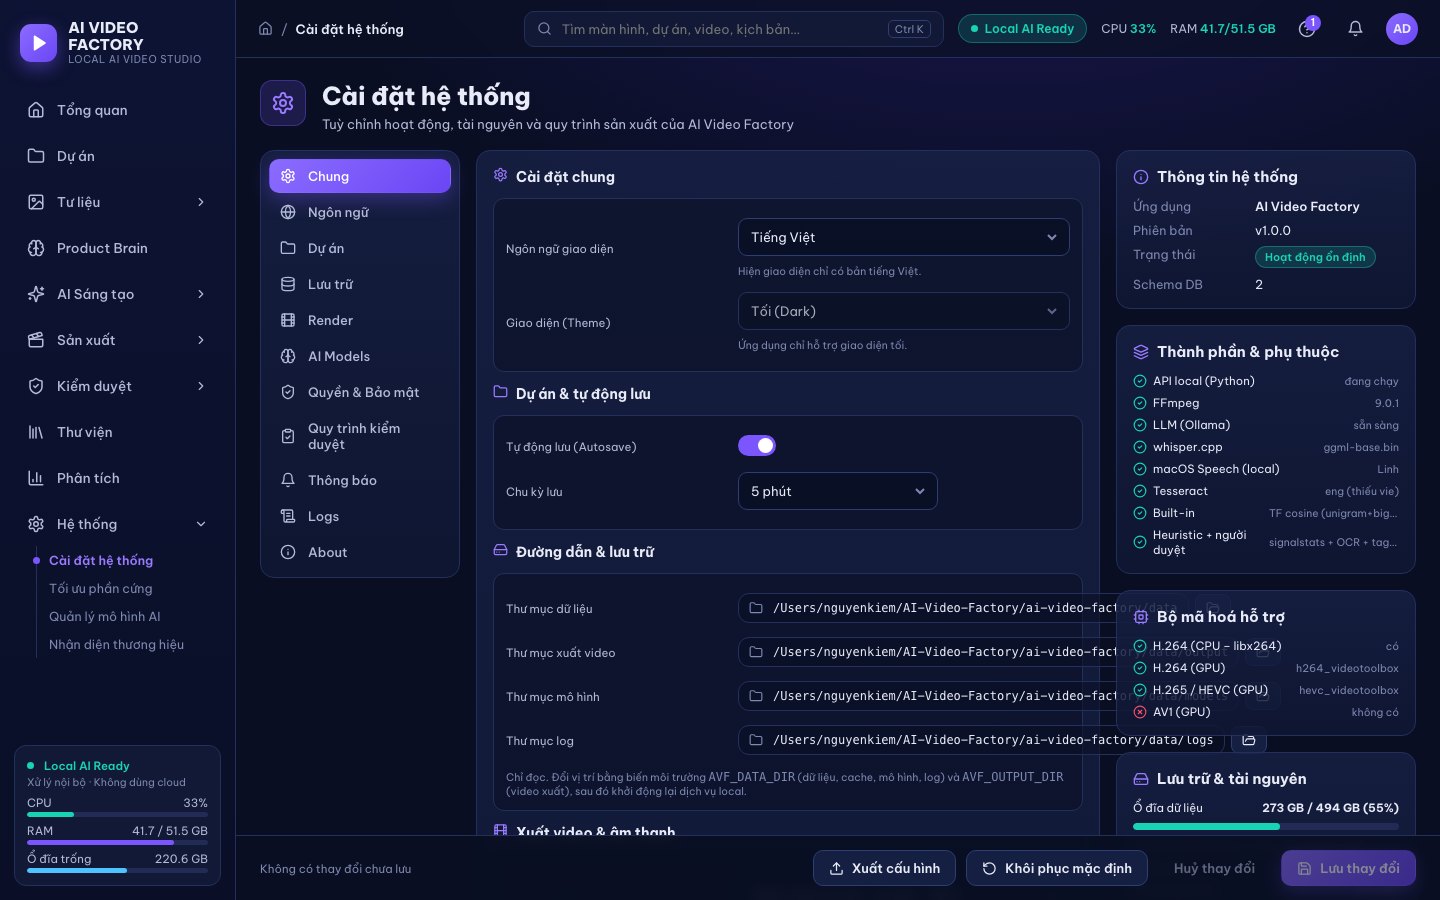 AI VIDEO
FACTORY
LOCAL AI VIDEO STUDIO
Tổng quan
Dự án
Tư liệu
Product Brain
AI Sáng tạo
Sản xuất
Kiểm duyệt
Thư viện
Phân tích
Hệ thống
Cài đặt hệ thống
Tối ưu phần cứng
Quản lý mô hình AI
Nhận diện thương hiệu
Local AI Ready
Xử lý nội bộ · Không dùng cloud
CPU 33%
RAM 41.7 / 51.5 GB
Ổ đĩa trống 220.6 GB
/ Cài đặt hệ thống
Tìm màn hình, dự án, video, kịch bản... Ctrl K
Local AI Ready
CPU 33%
RAM 41.7/51.5 GB
1
AD
Cài đặt hệ thống
Tuỳ chỉnh hoạt động, tài nguyên và quy trình sản xuất của AI Video Factory
Chung
Ngôn ngữ
Dự án
Lưu trữ
Render
AI Models
Quyền & Bảo mật
Quy trình kiểm
duyệt
Thông báo
Logs
About
Cài đặt chung
Ngôn ngữ giao diện Tiếng Việt
Hiện giao diện chỉ có bản tiếng Việt.
Giao diện (Theme) Tối (Dark)
Ứng dụng chỉ hỗ trợ giao diện tối.
Dự án & tự động lưu
Tự động lưu (Autosave)
Chu kỳ lưu 5 phút
Đường dẫn & lưu trữ
Thư mục dữ liệu /Users/nguyenkiem/AI-Video-Factory/ai-video-factory/data
Thư mục xuất video /Users/nguyenkiem/AI-Video-Factory/ai-video-factory/data/output
Thư mục mô hình /Users/nguyenkiem/AI-Video-Factory/ai-video-factory/data/models
Thư mục log /Users/nguyenkiem/AI-Video-Factory/ai-video-factory/data/logs
Chỉ đọc. Đổi vị trí bằng biến môi trường AVF_DATA_DIR (dữ liệu, cache, mô hình, log) và AVF_OUTPUT_DIR
(video xuất), sau đó khởi động lại dịch vụ local.
Xuất video & âm thanh
Thông tin hệ thống
Ứng dụng AI Video Factory
Phiên bản v1.0.0
Trạng thái Hoạt động ổn định
Schema DB 2
Thành phần & phụ thuộc
API local (Python) đang chạy
FFmpeg 9.0.1
LLM (Ollama) sẵn sàng
whisper.cpp ggml-base.bin
macOS Speech (local) Linh
Tesseract eng (thiếu vie)
Built-in TF cosine (unigram+big...
Heuristic + người
duyệt signalstats + OCR + tag...
Bộ mã hoá hỗ trợ
H.264 (CPU – libx264) có
H.264 (GPU) h264_videotoolbox
H.265 / HEVC (GPU) hevc_videotoolbox
AV1 (GPU) không có
Lưu trữ & tài nguyên
Ổ đĩa dữ liệu 273 GB / 494 GB (55%)
Không có thay đổi chưa lưu
Xuất cấu hình
Khôi phục mặc định
Huỷ thay đổi
Lưu thay đổi